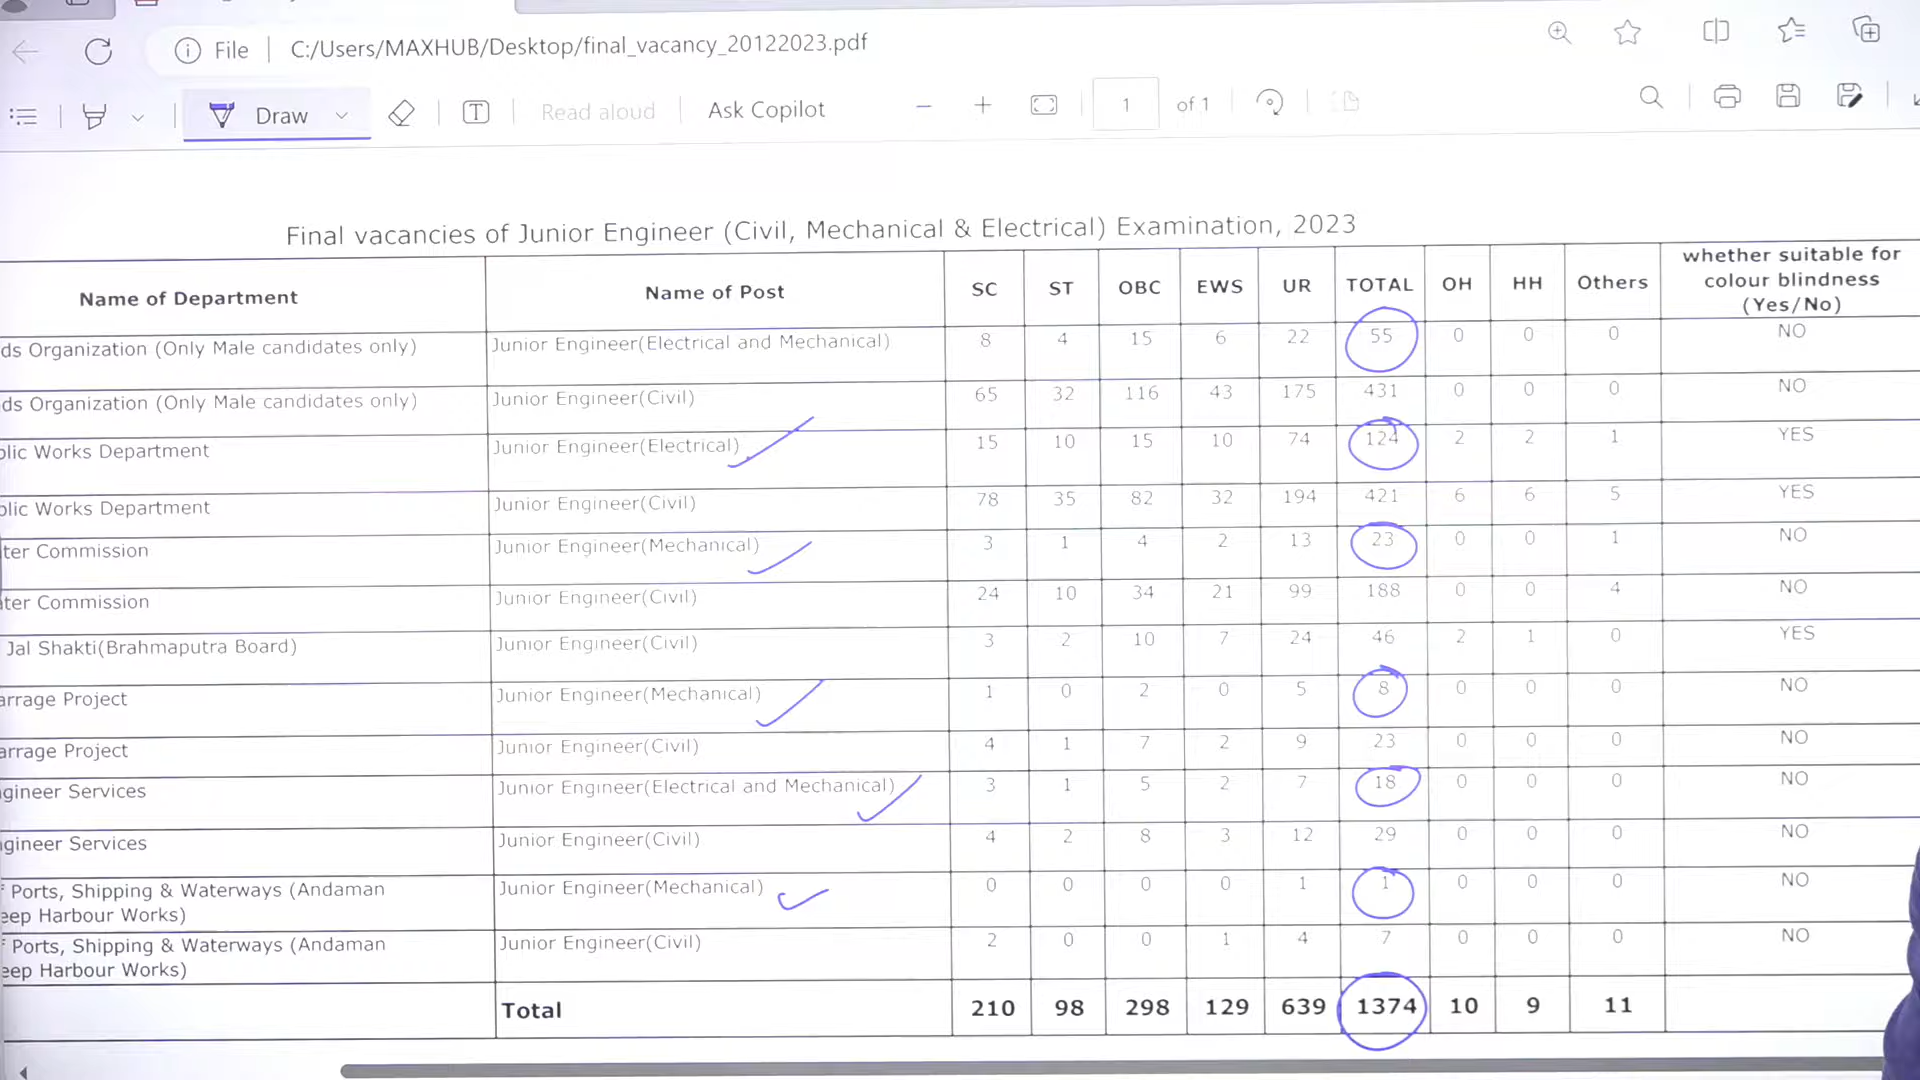 File | C:/Users/MAXHUB/Desktop/final_vacancy_20122023.pdf
Draw Read aloud Ask Copilot 1 of 1
Final vacancies of Junior Engineer (Civil, Mechanical & Electrical) Examination, 2023
Name of Department Name of Post SC ST OBC EWS UR TOTAL OH HH Others whether suitable for colour blindness (Yes/No)
ds Organization (Only Male candidates only) Junior Engineer(Electrical and Mechanical) 8 4 15 6 22 55 0 0 0 NO
ds Organization (Only Male candidates only) Junior Engineer(Civil) 65 32 116 43 175 431 0 0 0 NO
blic Works Department Junior Engineer(Electrical) 15 10 15 10 74 124 2 2 1 YES
blic Works Department Junior Engineer(Civil) 78 35 82 32 194 421 6 6 5 YES
ter Commission Junior Engineer(Mechanical) 3 1 4 2 13 23 0 0 1 NO
ater Commission Junior Engineer(Civil) 24 10 34 21 99 188 0 0 4 NO
Jal Shakti(Brahmaputra Board) Junior Engineer(Civil) 3 2 10 7 24 46 2 1 0 YES
arrage Project Junior Engineer(Mechanical) 1 0 2 0 5 8 0 0 0 NO
arrage Project Junior Engineer(Civil) 4 1 7 2 9 23 0 0 0 NO
gineer Services Junior Engineer(Electrical and Mechanical) 3 1 5 2 7 18 0 0 0 NO
gineer Services Junior Engineer(Civil) 4 2 8 3 12 29 0 0 0 NO
f Ports, Shipping & Waterways (Andaman Junior Engineer(Mechanical) 0 0 0 0 1 1 0 0 0 NO
eep Harbour Works)
f Ports, Shipping & Waterways (Andaman Junior Engineer(Civil) 2 0 0 1 4 7 0 0 0 NO
eep Harbour Works)
Total 210 98 298 129 639 1374 10 9 11